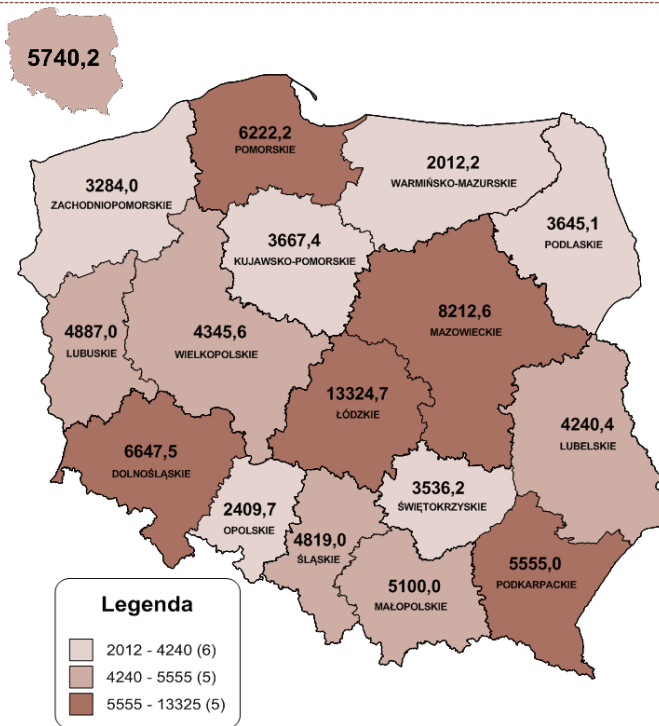 5740,2
6222,2
POMORSKIE
2012,2
WARMIŃSKO-MAZURSKIE
3284,0
ZACHODNIOPOMORSKIE
3645,1
PODLASKIE
3667,4
KUJAWSKO-POMORSKIE
8212,6
MAZOWIECKIE
4887,0
LUBUSKIE
4345,6
WIELKOPOLSKIE
13324,7
ŁÓDZKIE
4240,4
LUBELSKIE
6647,5
DOLNOŚLĄSKIE
3536,2
ŚWIĘTOKRZYSKIE
2409,7
OPOLSKIE
4819,0
ŚLĄSKIE
5555,0
PODKARPACKIE
5100,0
MAŁOPOLSKIE
Legenda
2012 - 4240 (6)
4240 - 5555 (5)
5555 - 13325 (5)